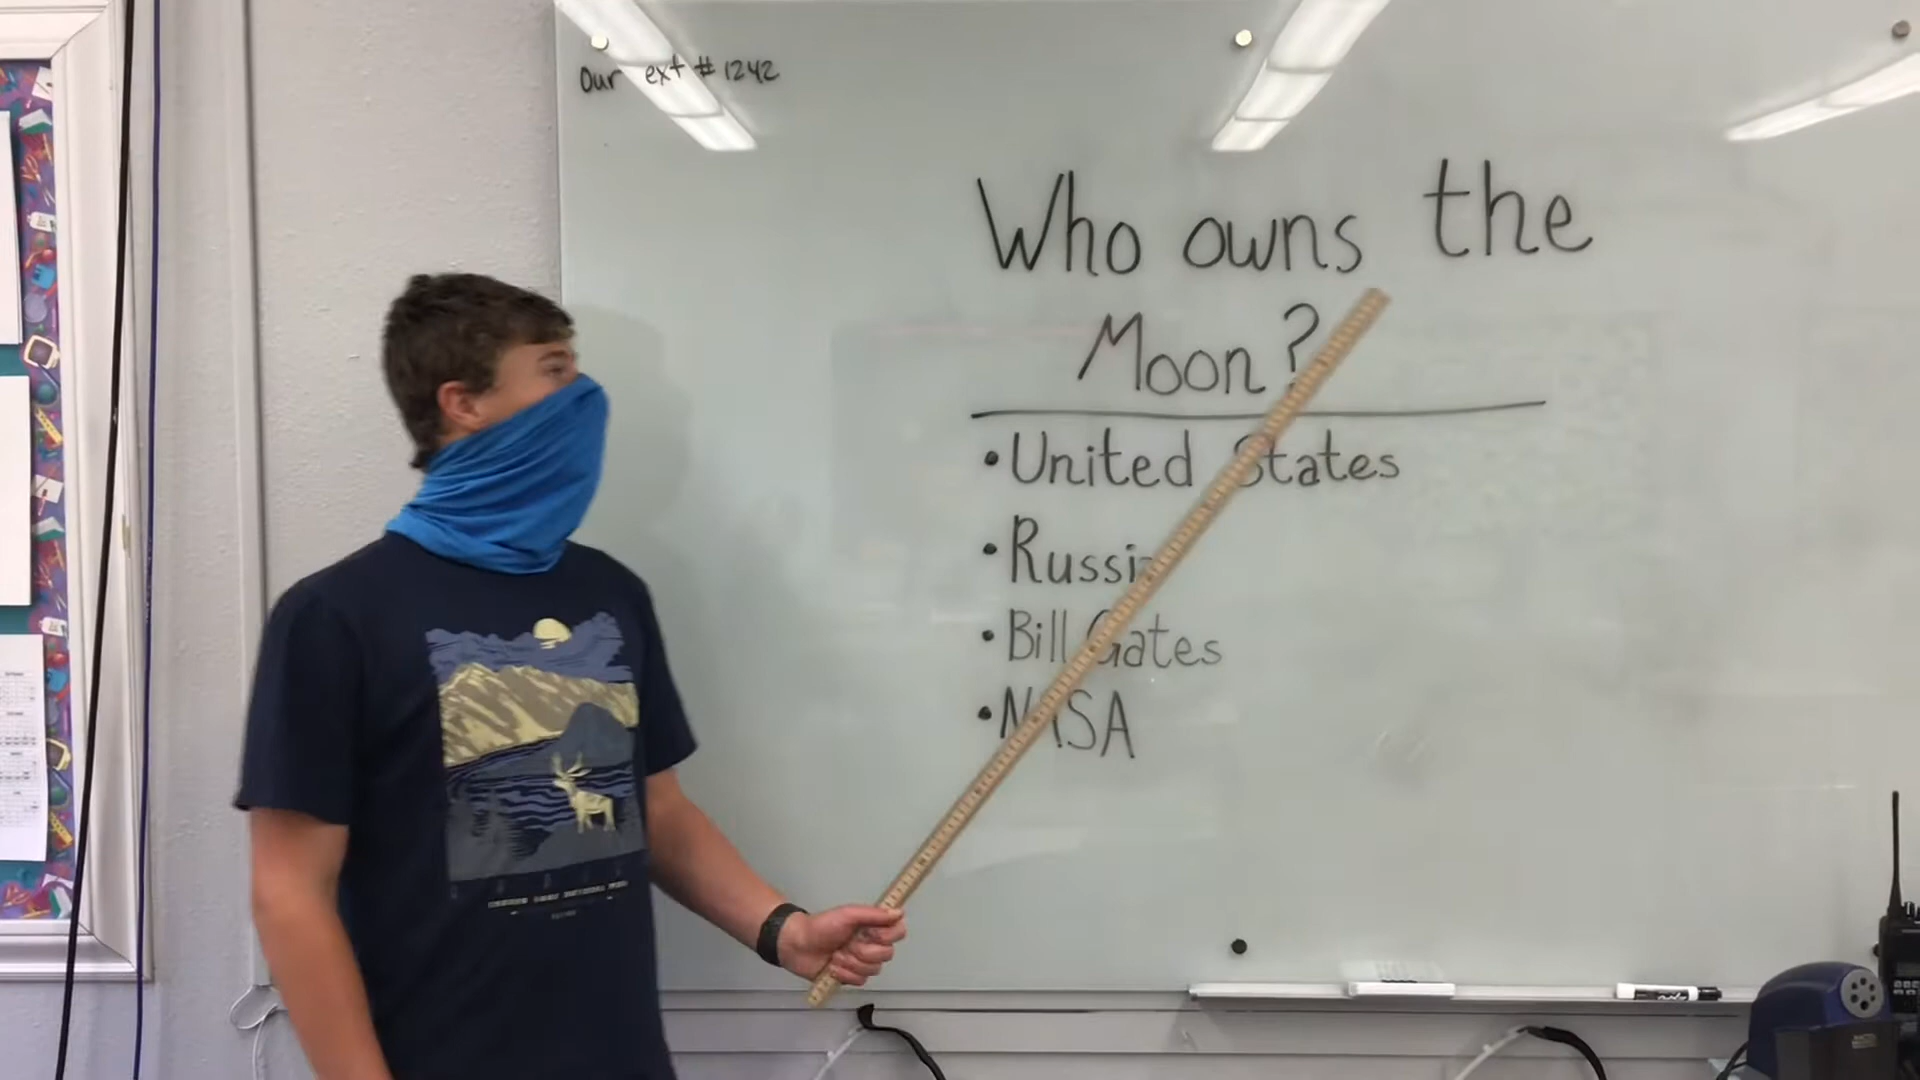 Our ext # 1242
Who owns the
Moon?
• United States
• Russia
• Bill Gates
• NASA